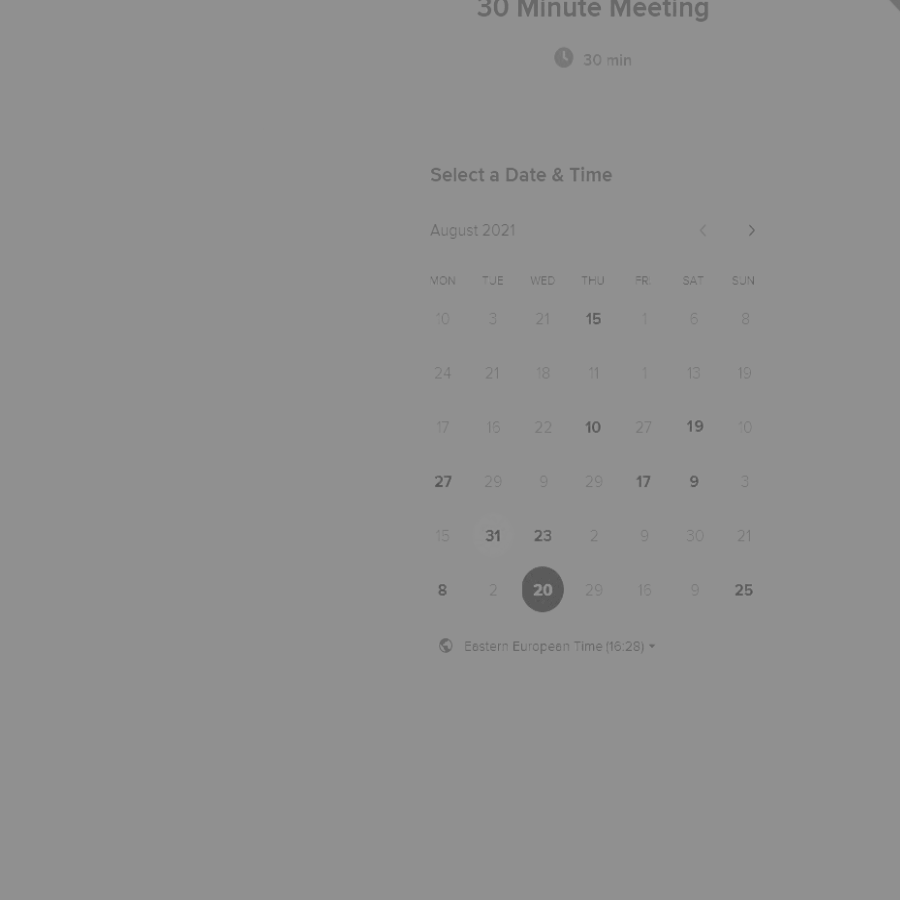 30 Minute Meeting
30 min
Select a Date & Time
August 2021
MON TUE WED THU FRI SAT SUN
10 3 21 15 1 6 8
24 21 18 11 1 13 19
17 15 22 10 27 19 10
27 29 9 29 17 9 3
15 31 23 2 9 30 21
8 2 20 29 15 9 25
Eastern European Time (16:28)